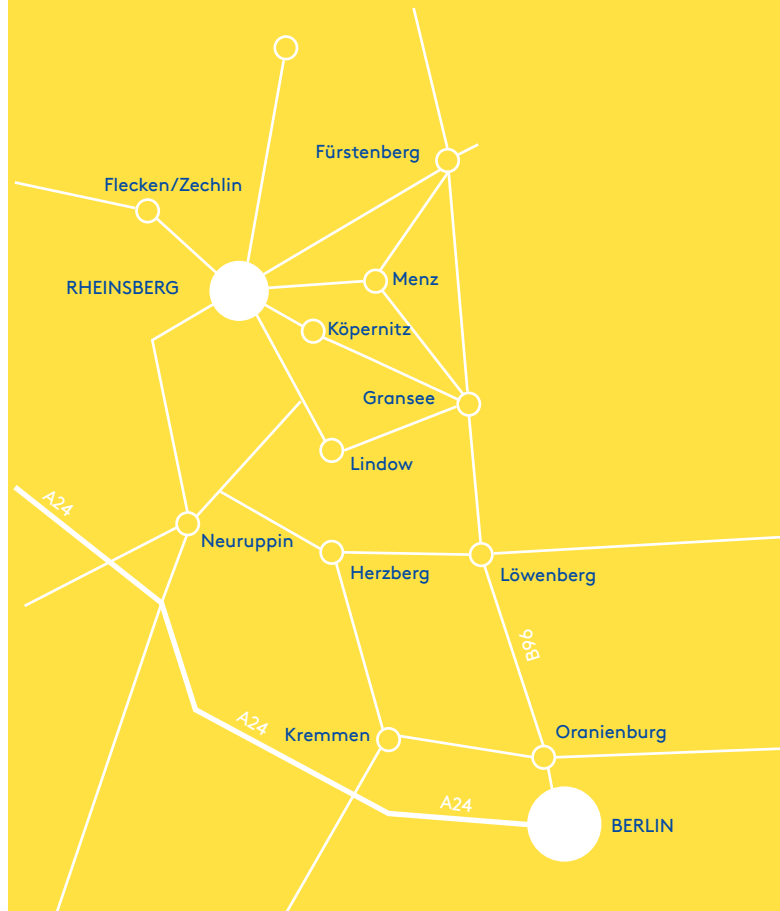 Fürstenberg
Flecken/Zechlin
Menz
RHEINSBERG
Köpernitz
Gransee
Lindow
A24
Neuruppin
Herzberg
Löwenberg
B96
A24
Kremmen
Oranienburg
A24
BERLIN